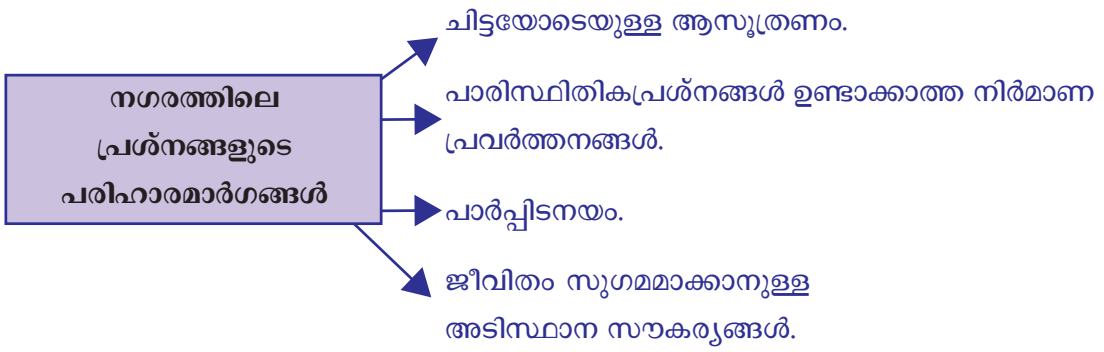 നഗരത്തിലെ
പ്രശ്നങ്ങളുടെ
പരിഹാരമാർഗങ്ങൾ
ചിട്ടയോടെയുള്ള ആസൂത്രണം.
പാരിസ്ഥിതികപ്രശ്നങ്ങൾ ഉണ്ടാക്കാത്ത നിർമാണ
പ്രവർത്തനങ്ങൾ.
പാർപ്പിടനയം.
ജീവിതം സുഗമമാക്കാനുള്ള
അടിസ്ഥാന സൗകര്യങ്ങൾ.